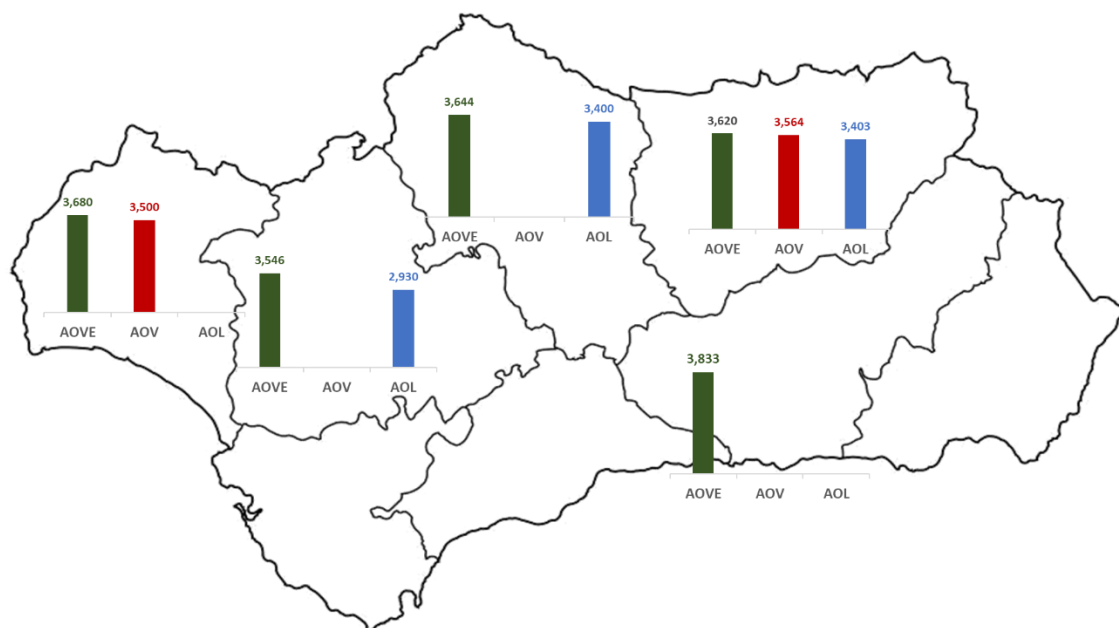 3,644 3,400
AOVE AOV AOL
3,620 3,564 3,403
AOVE AOV AOL
3,680 3,500
AOVE AOV AOL
3,546 2,930
AOVE AOV AOL
3,833
AOVE AOV AOL